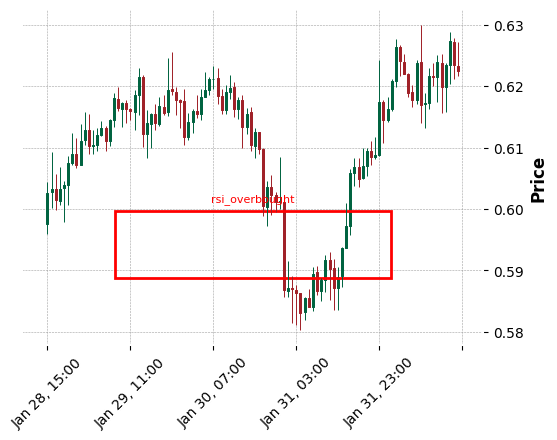 0.63
0.62
0.61
rsi_overbought
0.60
0.59
0.58
Price
Jan 28, 15:00
Jan 29, 11:00
Jan 30, 07:00
Jan 31, 03:00
Jan 31, 23:00